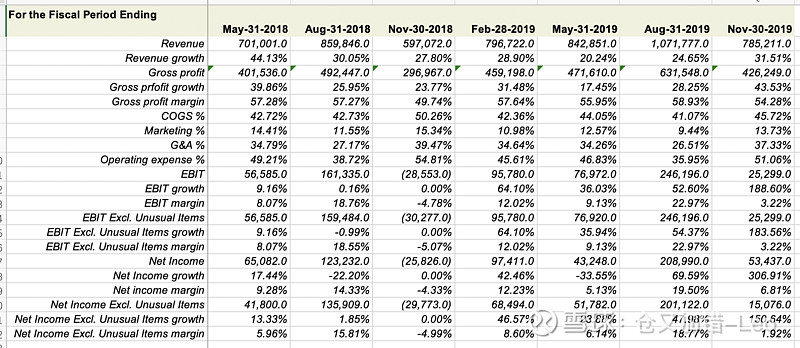 For the Fiscal Period Ending
May-31-2018 Aug-31-2018 Nov-30-2018 Feb-28-2019 May-31-2019 Aug-31-2019 Nov-30-2019
Revenue 701,001.0 859,846.0 597,072.0 796,722.0 842,851.0 1,071,777.0 785,211.0
Revenue growth 44.13% 30.05% 27.80% 28.90% 20.24% 24.65% 31.51%
Gross profit 401,536.0 492,447.0 296,967.0 459,198.0 471,610.0 631,548.0 426,249.0
Gross prfofit growth 39.86% 25.95% 23.77% 31.48% 17.45% 28.25% 43.53%
Gross profit margin 57.28% 57.27% 49.74% 57.64% 55.95% 58.93% 54.28%
COGS % 42.72% 42.73% 50.26% 42.36% 44.05% 41.07% 45.72%
Marketing % 14.41% 11.55% 15.34% 10.98% 12.57% 9.44% 13.73%
G&A % 34.79% 27.17% 39.47% 34.64% 34.26% 26.51% 37.33%
Operating expense % 49.21% 38.72% 54.81% 45.61% 46.83% 35.95% 51.06%
EBIT 56,585.0 161,335.0 (28,553.0) 95,780.0 76,972.0 246,196.0 25,299.0
EBIT growth 9.16% 0.16% 0.00% 64.10% 36.03% 52.60% 188.60%
EBIT margin 8.07% 18.76% -4.78% 12.02% 9.13% 22.97% 3.22%
EBIT Excl. Unusual Items 56,585.0 159,484.0 (30,277.0) 95,780.0 76,920.0 246,196.0 25,299.0
EBIT Excl. Unusual Items growth 9.16% -0.99% 0.00% 64.10% 35.94% 54.37% 183.56%
EBIT Excl. Unusual Items margin 8.07% 18.55% -5.07% 12.02% 9.13% 22.97% 3.22%
Net Income 65,082.0 123,232.0 (25,826.0) 97,411.0 43,248.0 208,990.0 53,437.0
Net Income growth 17.44% -22.20% 0.00% 42.46% -33.55% 69.59% 306.91%
Net income margin 9.28% 14.33% -4.33% 12.23% 5.13% 19.50% 6.81%
Net Income Excl. Unusual Items 41,800.0 135,909.0 (29,773.0) 68,494.0 51,782.0 201,122.0 15,076.0
Net Income Excl. Unusual Items growth 13.33% 1.85% 0.00% 46.57% 47.98% 150.64%
Net Income Excl. Unusual Items margin 5.96% 15.81% -4.99% 8.60% 6.14% 18.77% 1.92%